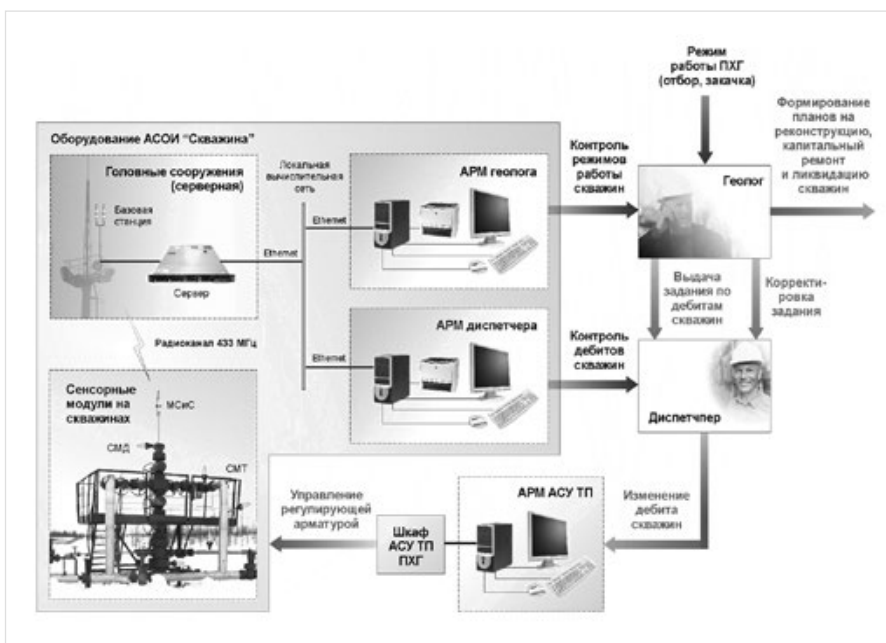 Режим
работы ПХГ
(отбор, закачка)
Формирование
планов на
реконструкцию,
капитальный
ремонт
и ликвидацию
скважин
Оборудование АСОИ "Скважина"
Головные сооружения
(серверная)
Базовая
станция
Сервер
Локальная
вычислительная
сеть
Ethernet
Ethernet
Ethernet
АРМ геолога
Контроль
режимов
работы
скважин
Геолог
Выдача
задания по
дебитам
скважин
Корректи-
ровка
задания
Радиоканал 433 МГц
АРМ диспетчера
Контроль
дебитов
скважин
Диспетчпер
Сенсорные
модули на
скважинах
МСиС
СМД
СМТ
Управление
регулирующей
арматурой
Шкаф
АСУ ТП
ПХГ
АРМ АСУ ТП
Изменение
дебита
скважин